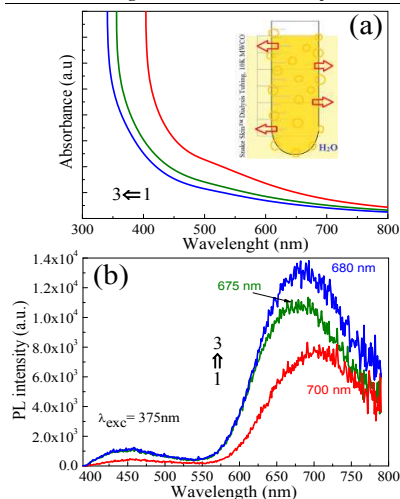 (a)
Absorbance (a.u)
Snake Skin™ Dialysis Tubing, 10K MWCO
H₂O
3⇐1
300 400 500 600 700 800
Wavelenght (nm)
(b)
1.4x10⁴
1.2x10⁴
1.0x10⁴
8.0x10³
6.0x10³
4.0x10³
2.0x10³
0.0
PL intensity (a.u.)
680 nm
675 nm
3
⇑
1
700 nm
λexc= 375nm
390 450 500 550 600 650 700 750 800
Wavelength (nm)